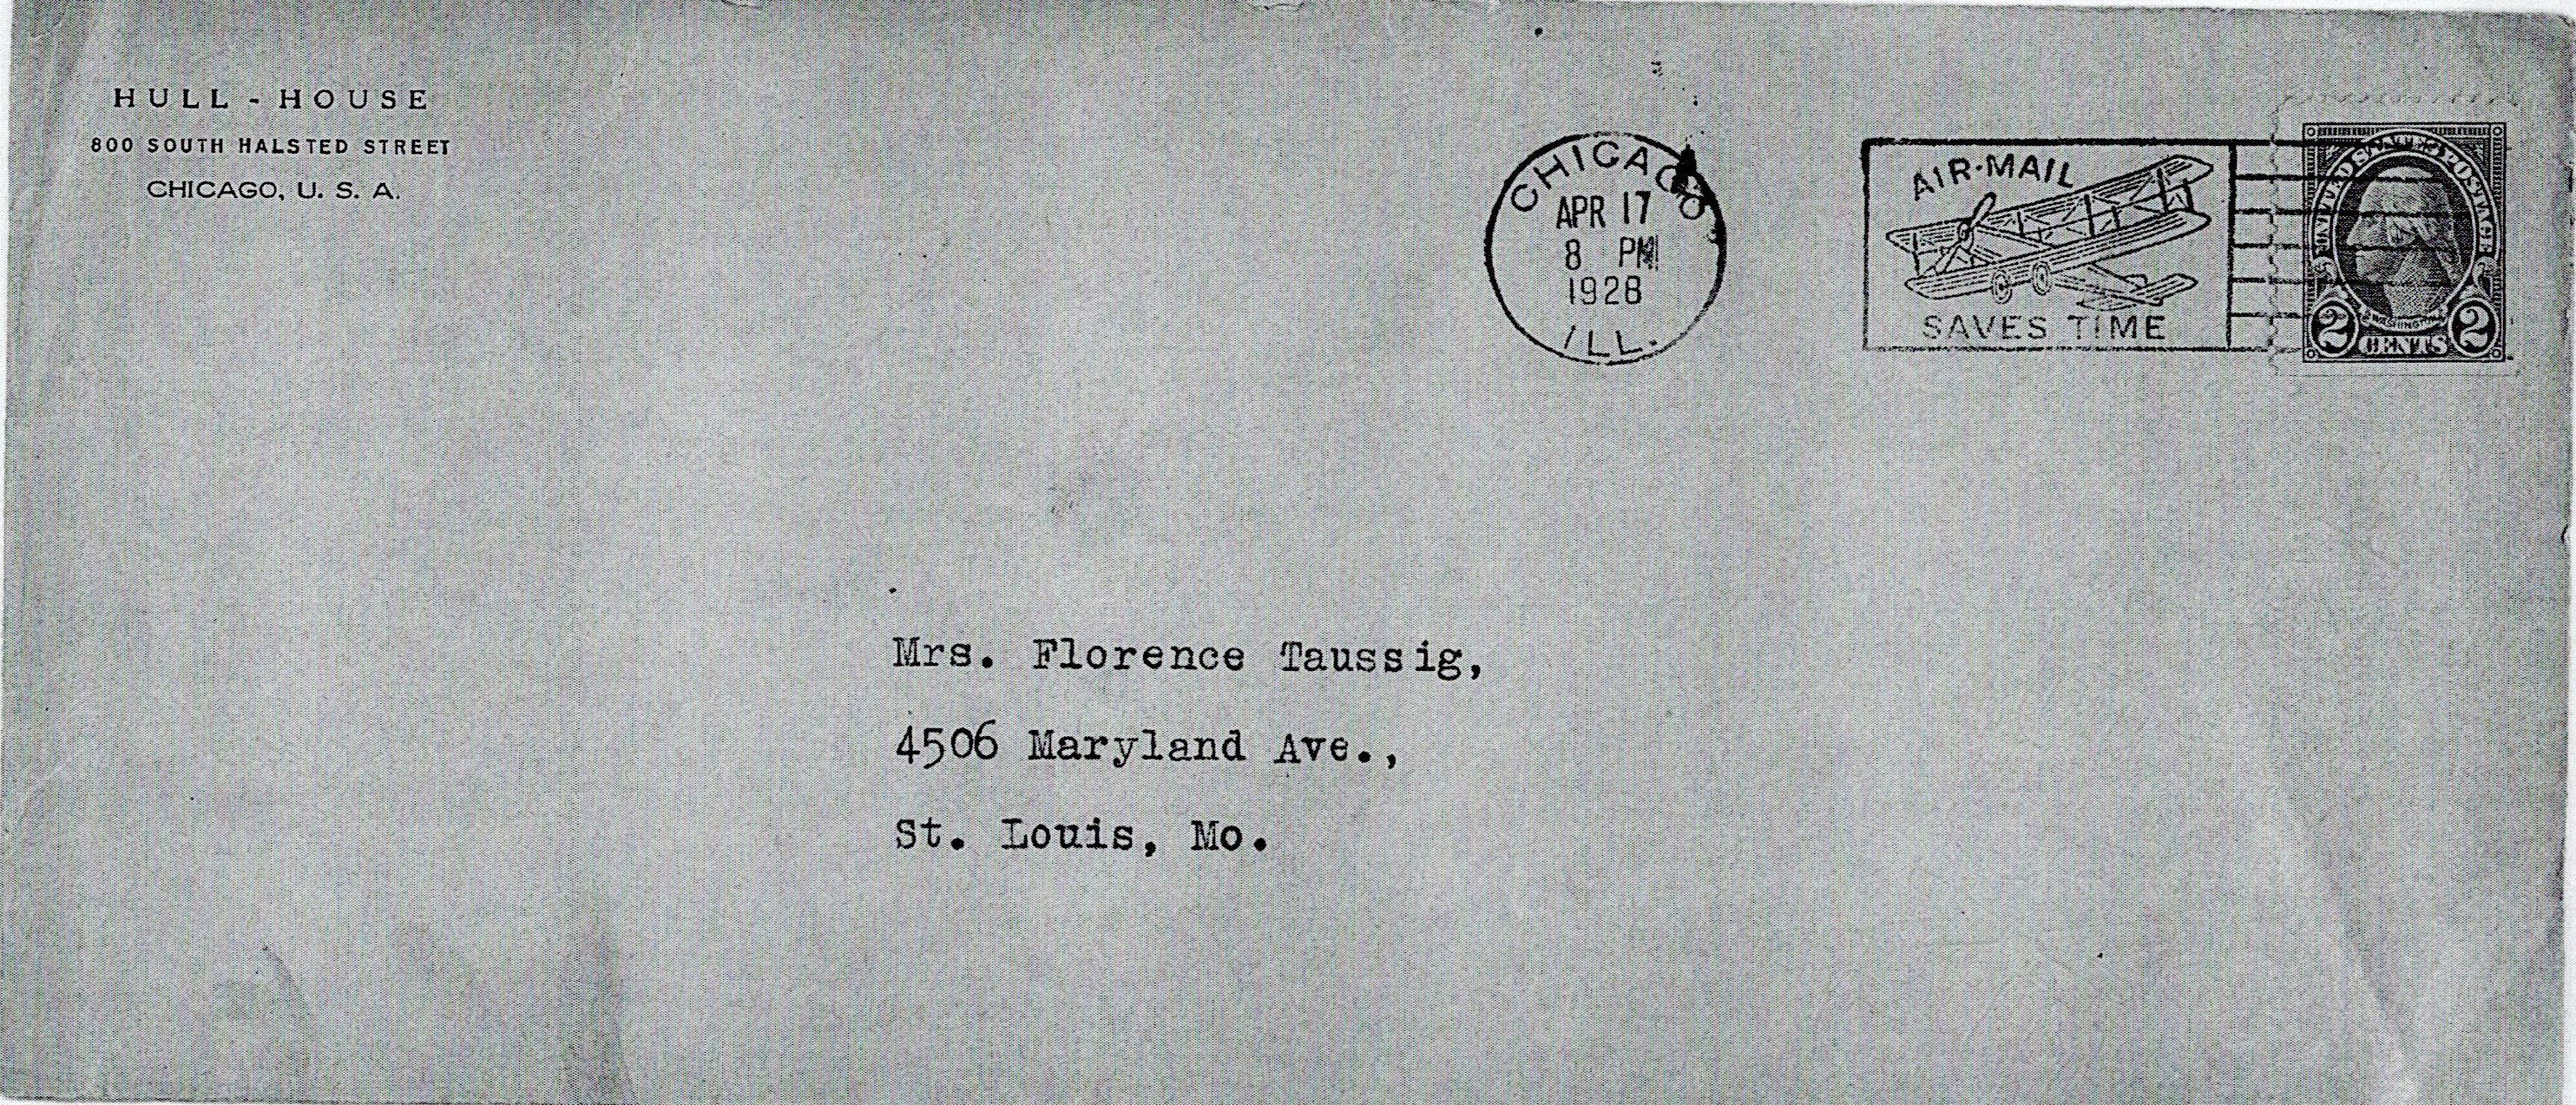 HULL - HOUSE
800 SOUTH HALSTED STREET
CHICAGO, U. S. A.
CHICAGO
APR 17
8 PM
1928
ILL.
AIR-MAIL
SAVES TIME
UNITED STATES POSTAGE
WASHINGTON
2 CENTS 2
Mrs. Florence Taussig,
4506 Maryland Ave.,
St. Louis, Mo.